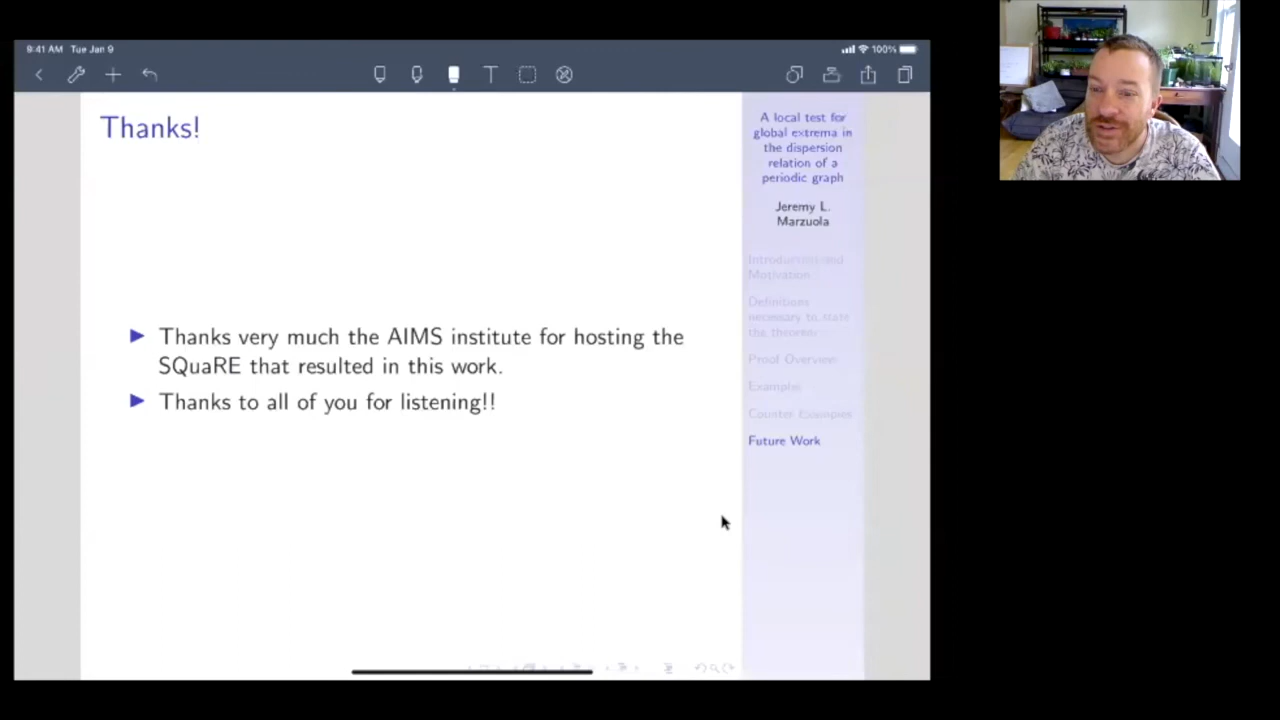 9:41 AM Tue Jan 9
100%
Thanks!
Thanks very much the AIMS institute for hosting the
SQuaRE that resulted in this work.
Thanks to all of you for listening!!
A local test for
global extrema in
the dispersion
relation of a
periodic graph
Jeremy L.
Marzuola
Introduction and
Motivation
Definitions
necessary to state
the theorem
Proof Overview
Examples
Counter Examples
Future Work